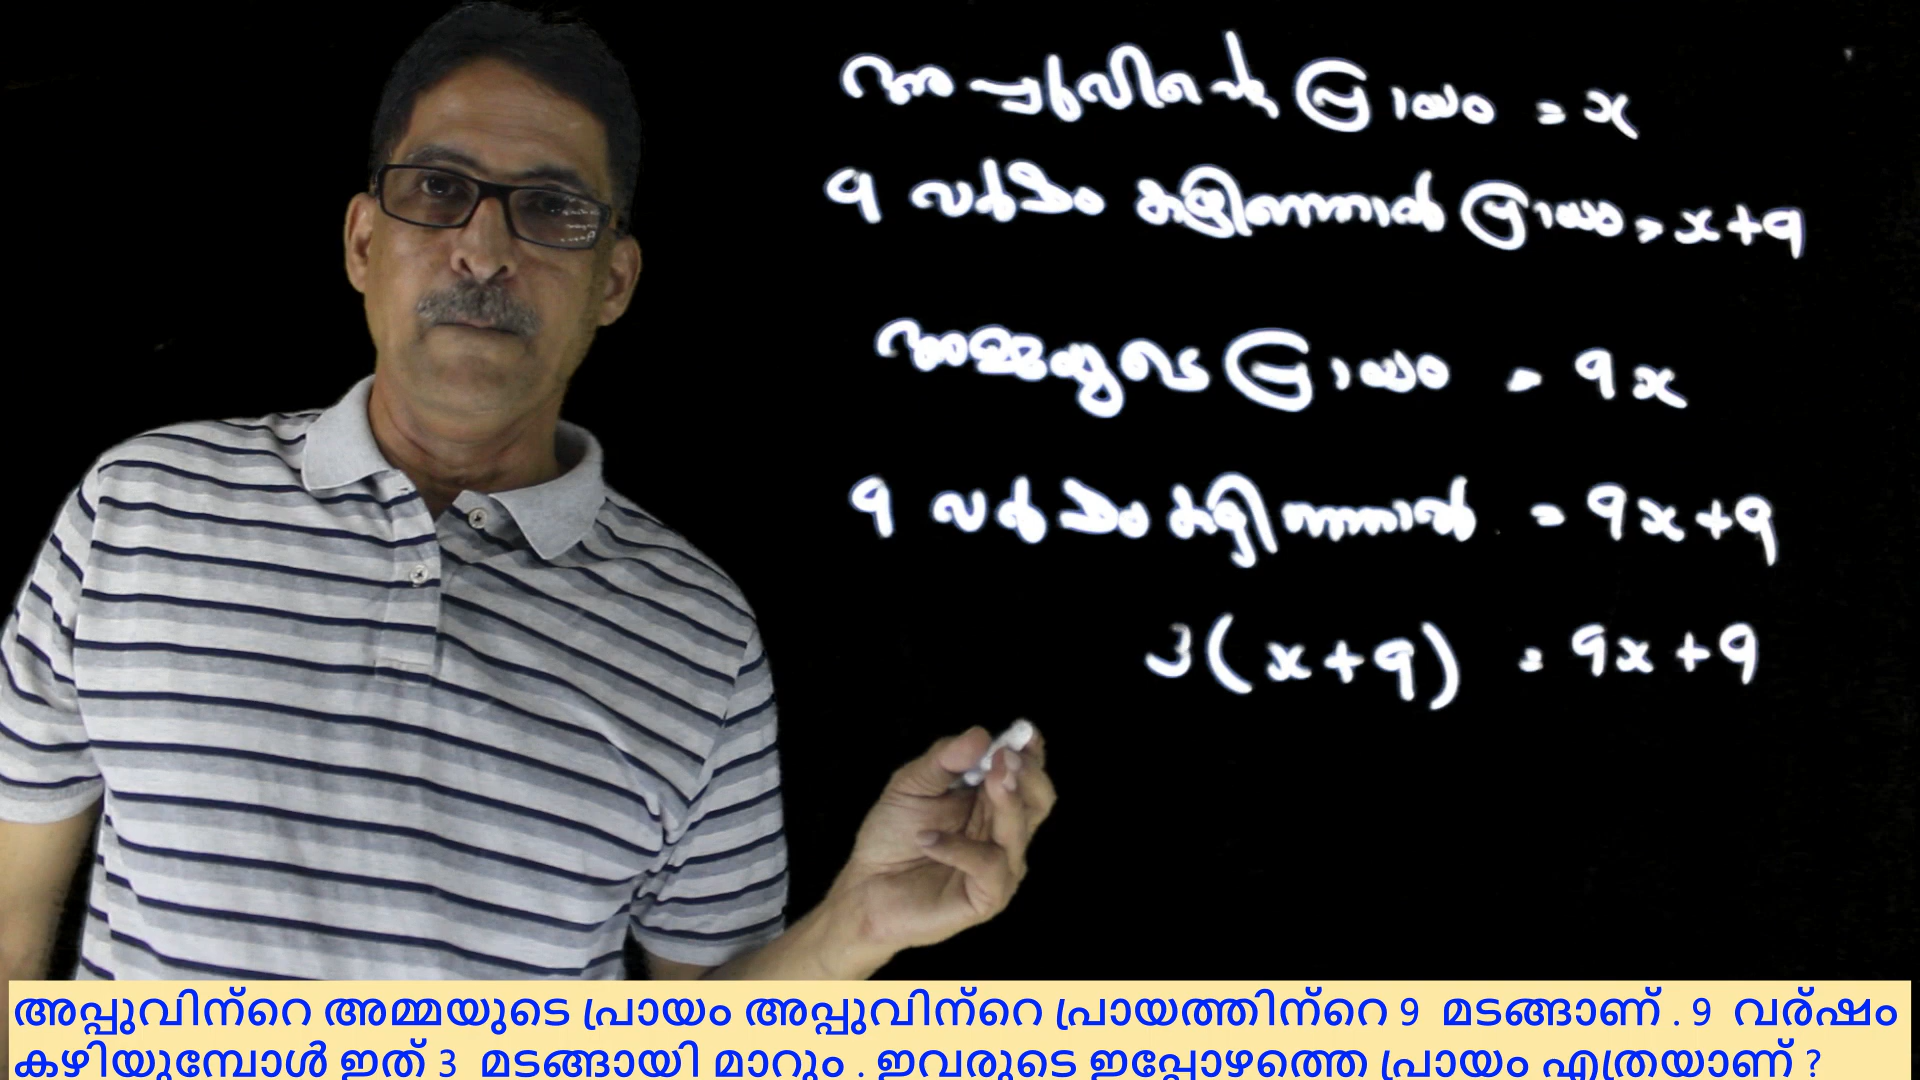 അപ്പുവിന്റെ പ്രായം = x
9 വർഷം കഴിഞ്ഞാൽ പ്രായം = x+9
അമ്മയുടെ പ്രായം = 9x
9 വർഷം കഴിഞ്ഞാൽ = 9x+9
3(x+9) = 9x+9
അപ്പുവിന്റെ അമ്മയുടെ പ്രായം അപ്പുവിന്റെ പ്രായത്തിന്റെ 9 മടങ്ങാണ് . 9 വര്ഷം
കഴിയുമ്പോൾ ഇത് 3 മടങ്ങായി മാറും . ഇവരുടെ ഇപ്പോഴത്തെ പ്രായം എത്രയാണ് ?